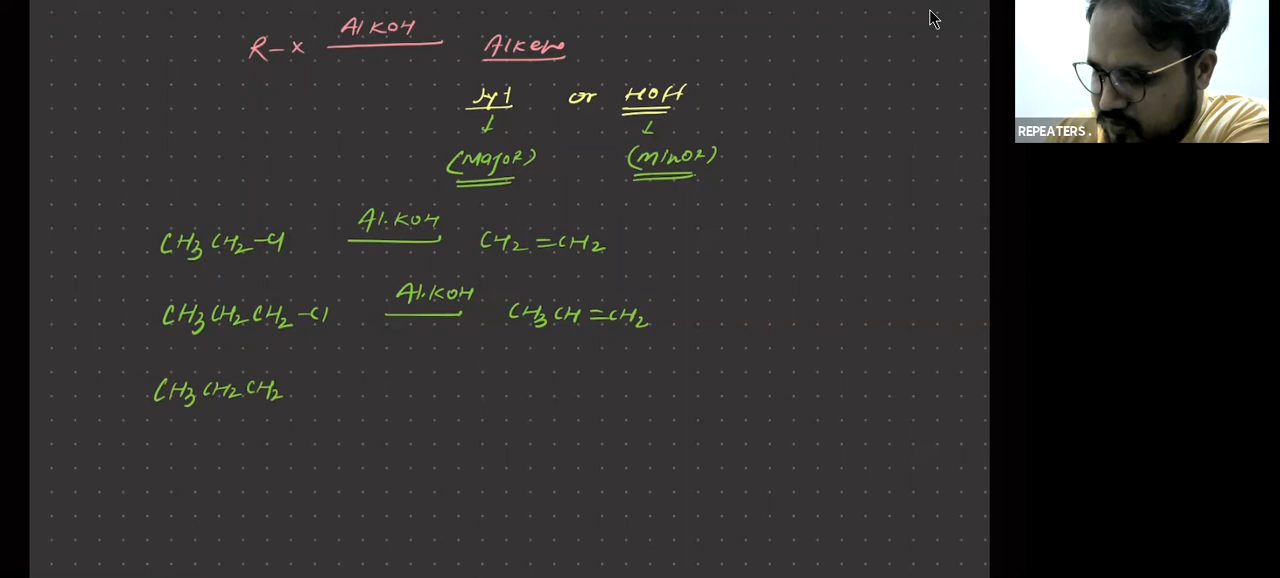 R-X Al KOH Alkene
Syt or Hoff
(Major) (minor)
CH3CH2-Cl Al.KOH CH2=CH2
CH3CH2CH2-Cl Al.KOH CH3CH=CH2
CH3CH2CH2
REPEATERS.